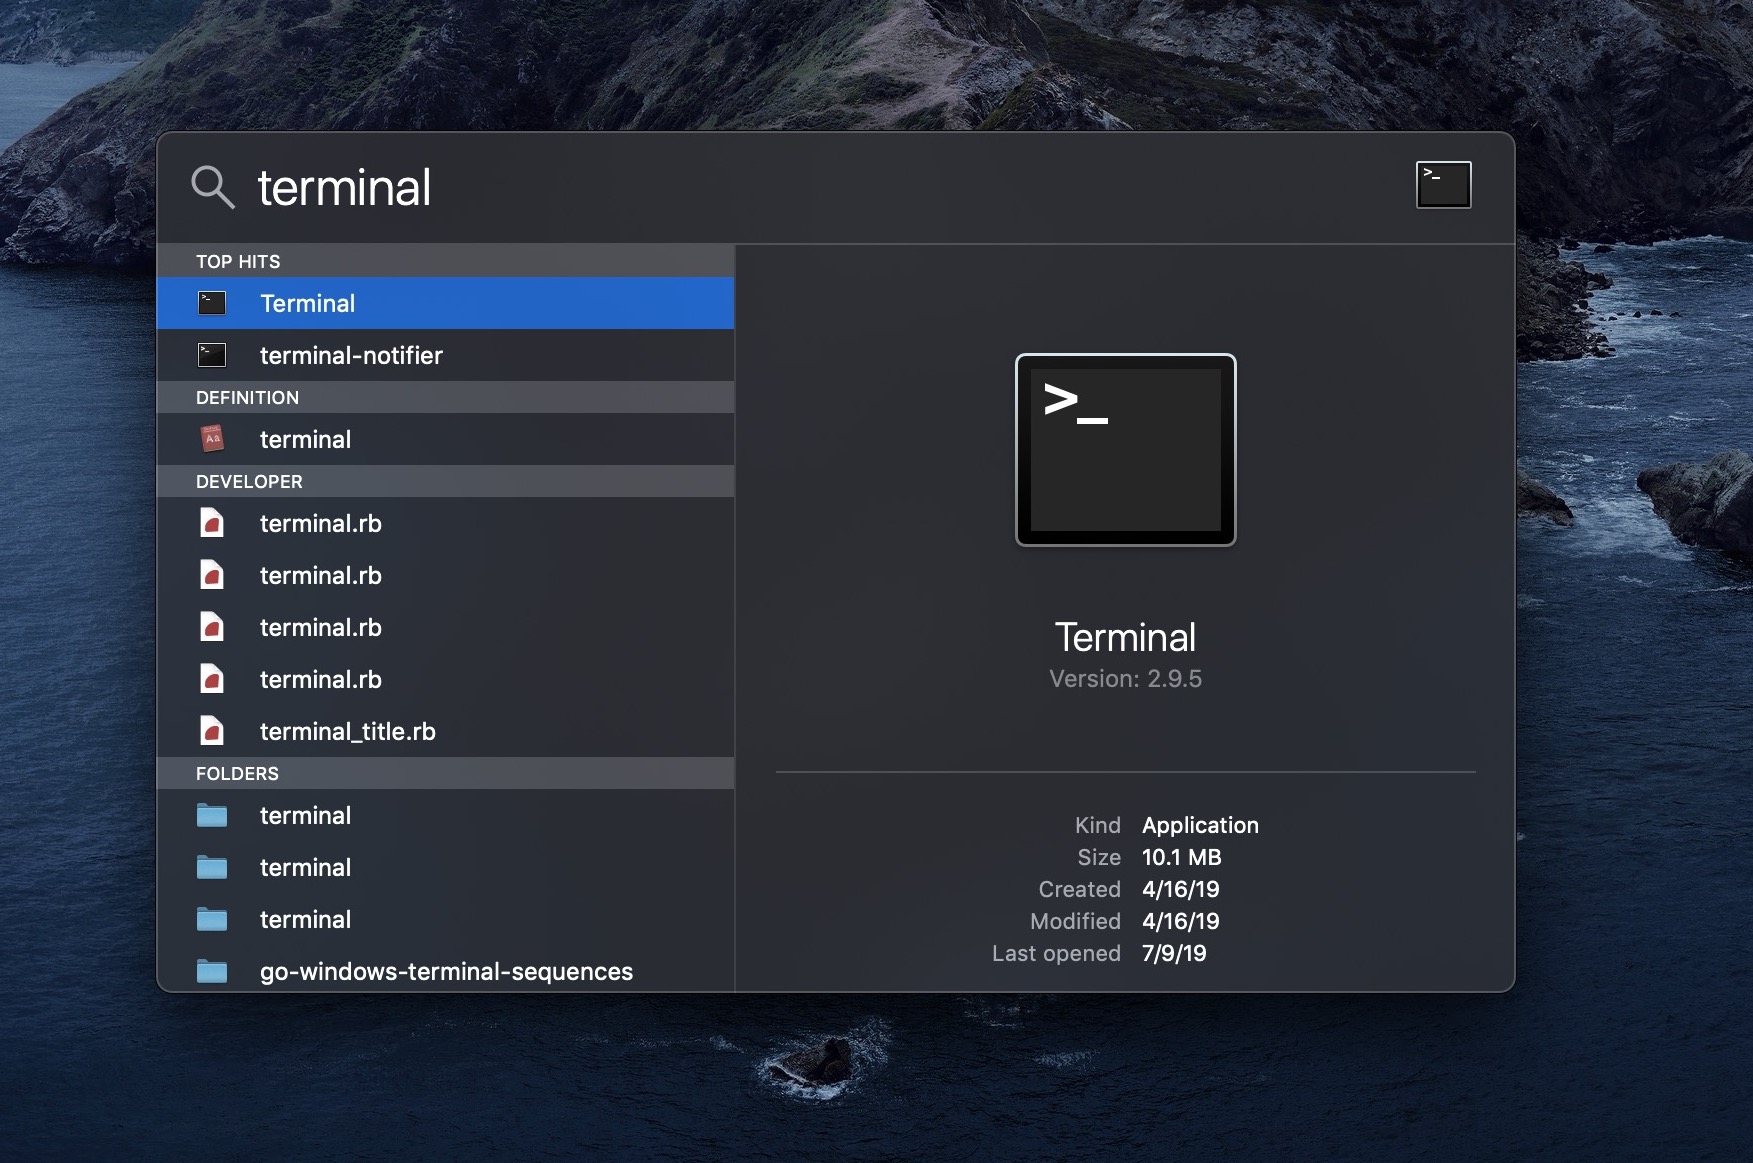 terminal
TOP HITS
Terminal
terminal-notifier
DEFINITION
terminal
DEVELOPER
terminal.rb
terminal.rb
terminal.rb
terminal.rb
terminal_title.rb
FOLDERS
terminal
terminal
terminal
go-windows-terminal-sequences
>_
Terminal
Version: 2.9.5
Kind Application
Size 10.1 MB
Created 4/16/19
Modified 4/16/19
Last opened 7/9/19